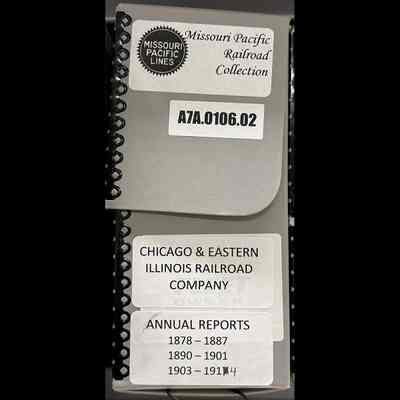 MISSOURI
PACIFIC
LINES
Missouri Pacific
Railroad
Collection
A7A.0106.02
CHICAGO & EASTERN
ILLINOIS RAILROAD
COMPANY
ANNUAL REPORTS
1878 – 1887
1890 – 1901
1903 – 1914